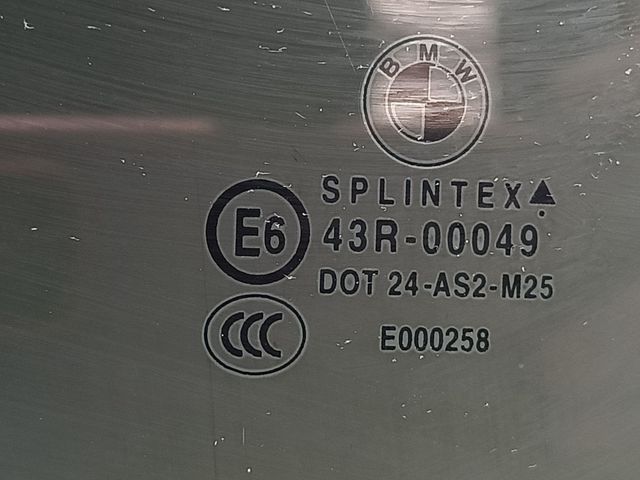 BMW
SPLINTEX
E6 43R-00049
DOT 24-AS2-M25
CCC E000258